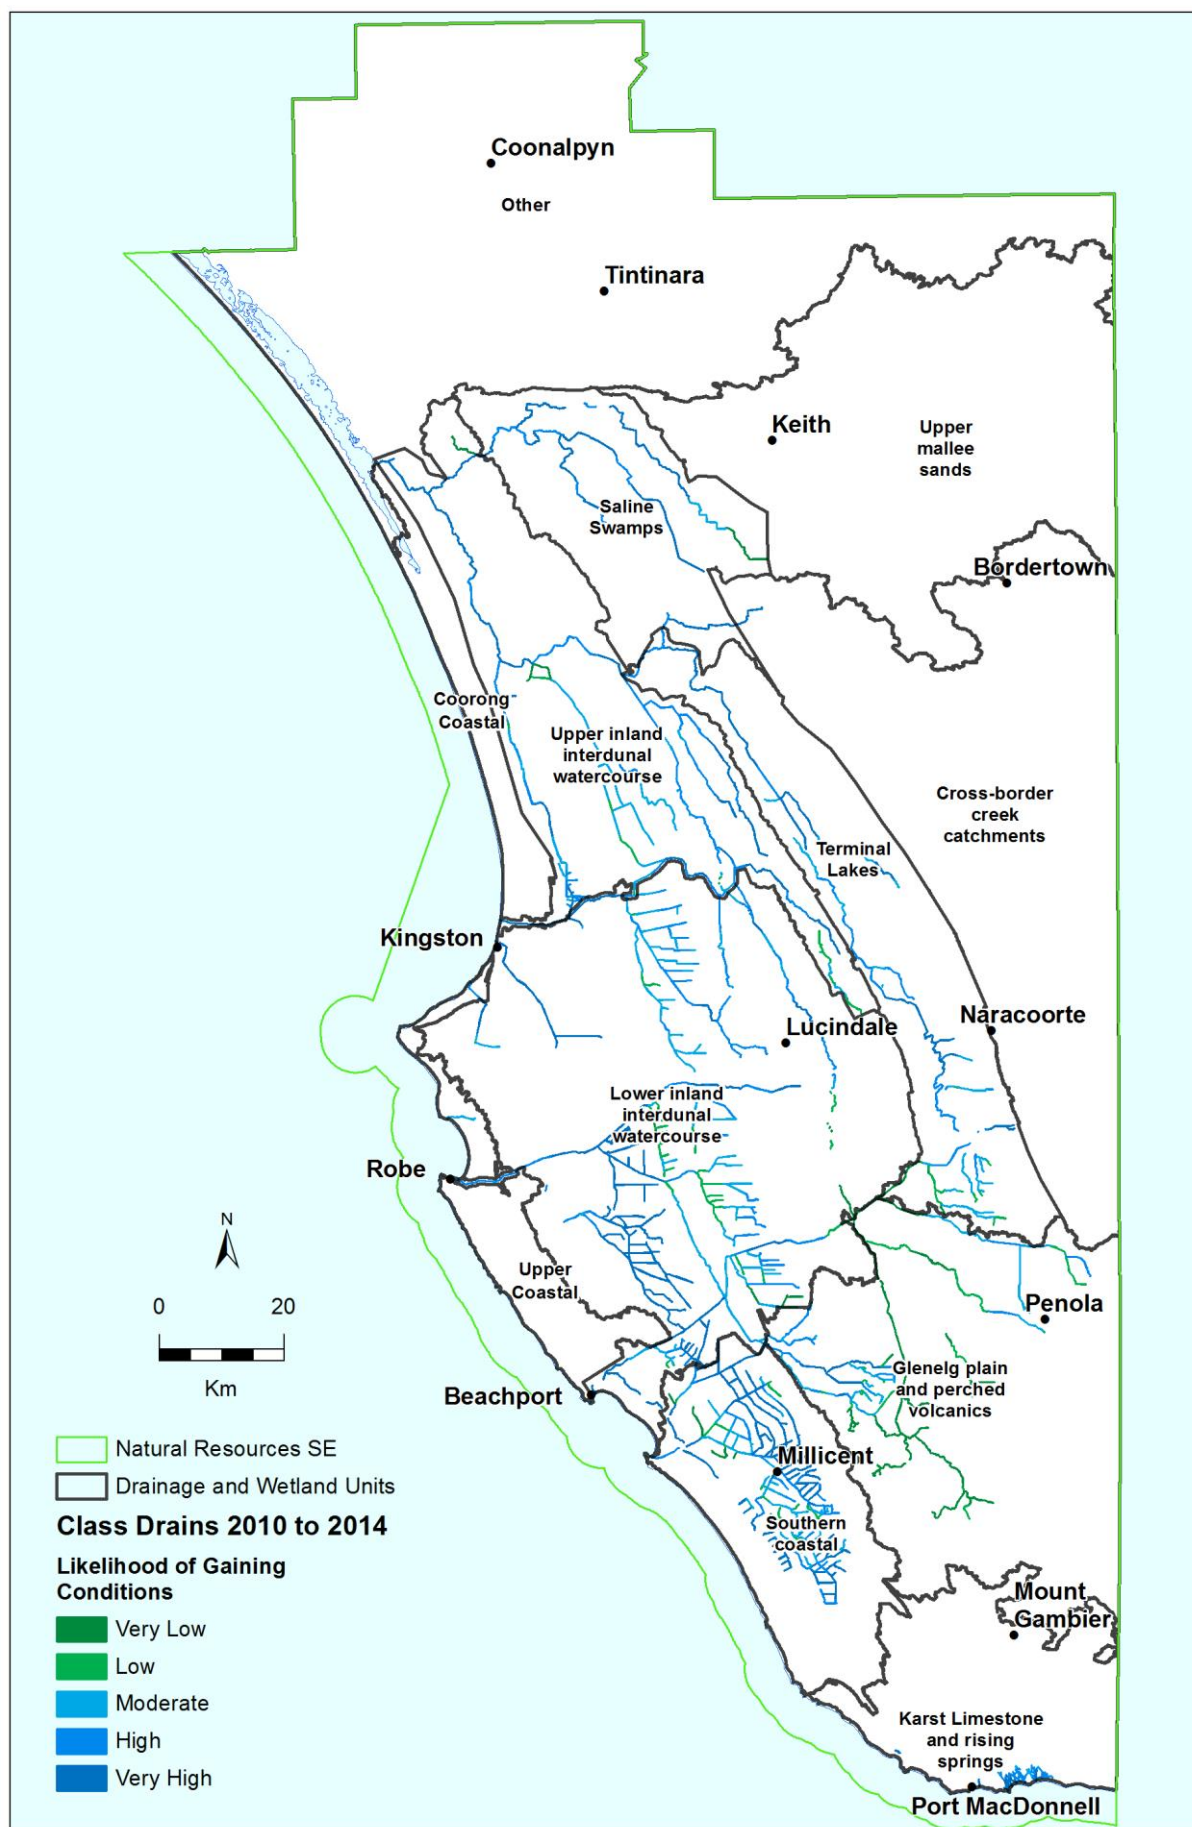 Coonalpyn
Other
Tintinara
Keith
Upper
mallee
sands
Saline
Swamps
Bordertown
Coorong
Coastal
Upper inland
interdunal
watercourse
Cross-border
creek
catchments
Terminal
Lakes
Kingston
Naracoorte
Lucindale
Lower inland
interdunal
watercourse
Robe
N
Upper
Coastal
0 20
Km
Penola
Beachport
Glenelg plain
and perched
volcanics
Millicent
Southern
coastal
Mount
Gambier
Karst Limestone
and rising
springs
Port MacDonnell
Natural Resources SE
Drainage and Wetland Units
Class Drains 2010 to 2014
Likelihood of Gaining
Conditions
Very Low
Low
Moderate
High
Very High